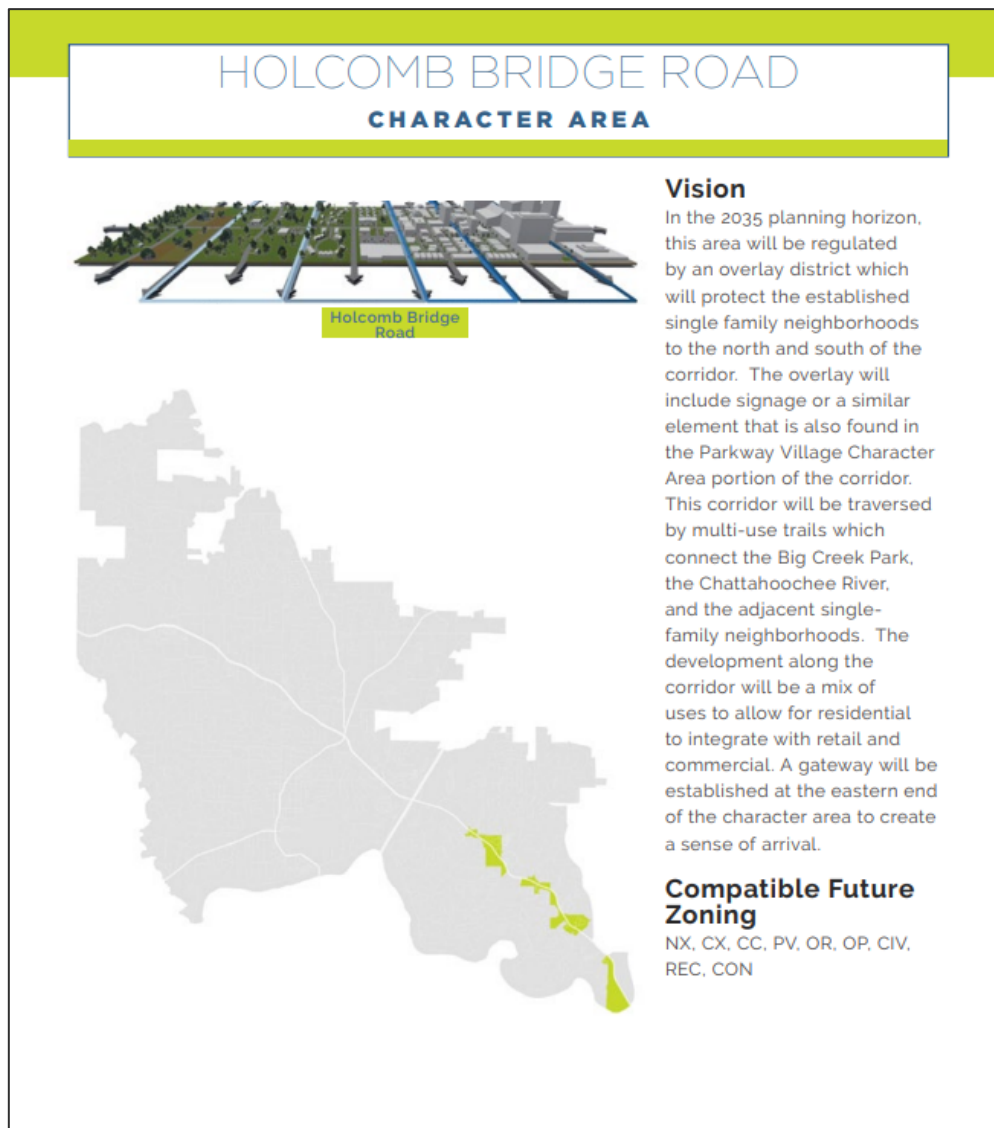 HOLCOMB BRIDGE ROAD
CHARACTER AREA
Holcomb Bridge
Road
Vision
In the 2035 planning horizon,
this area will be regulated
by an overlay district which
will protect the established
single family neighborhoods
to the north and south of the
corridor. The overlay will
include signage or a similar
element that is also found in
the Parkway Village Character
Area portion of the corridor.
This corridor will be traversed
by multi-use trails which
connect the Big Creek Park,
the Chattahoochee River,
and the adjacent single-
family neighborhoods. The
development along the
corridor will be a mix of
uses to allow for residential
to integrate with retail and
commercial. A gateway will be
established at the eastern end
of the character area to create
a sense of arrival.
Compatible Future
Zoning
NX, CX, CC, PV, OR, OP, CIV,
REC, CON